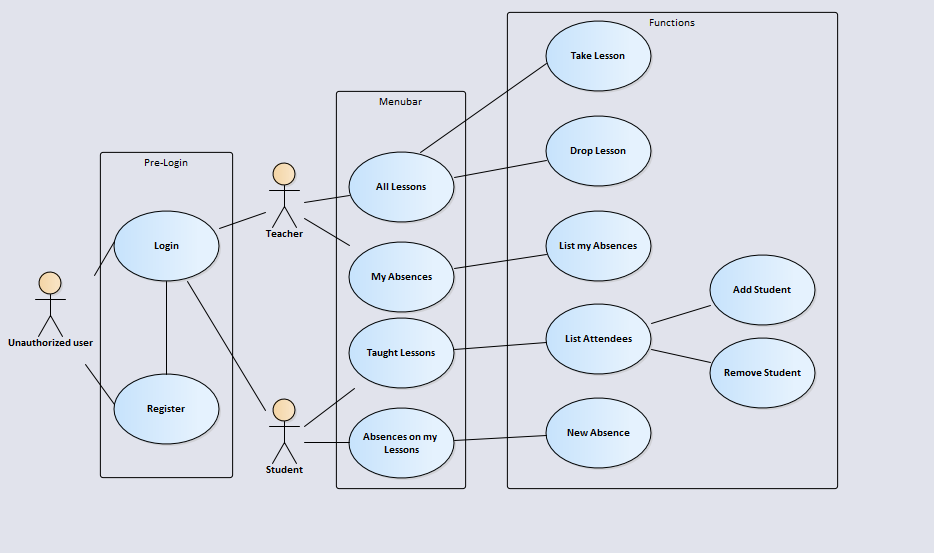 Functions
Take Lesson
Menubar
Drop Lesson
Pre-Login
All Lessons
Teacher
Login
List my Absences
My Absences
Add Student
Unauthorized user
Taught Lessons
List Attendees
Remove Student
Register
Absences on my
Lessons
New Absence
Student